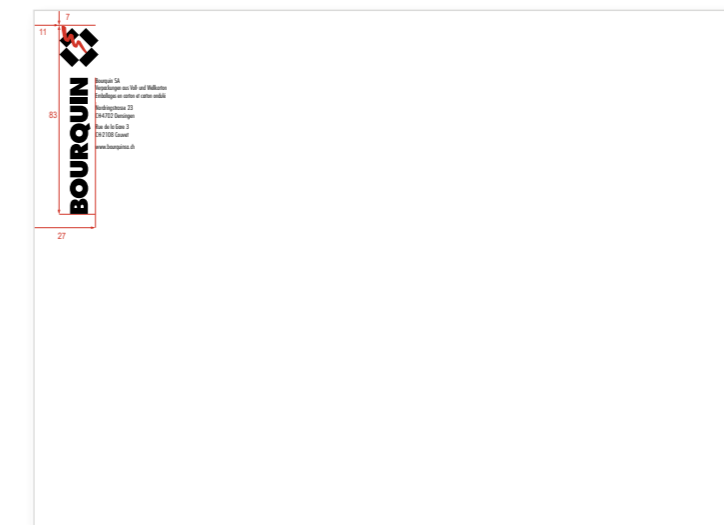 7
11
83
27
BOURQUIN
Bourquin SA
Verpackungen aus Voll- und Wellkarton
Emballages en carton et carton ondulé
Nordringstrasse 23
CH-4702 Oensingen
Rue de la Gare 3
CH-2108 Couvet
www.bourquinsa.ch